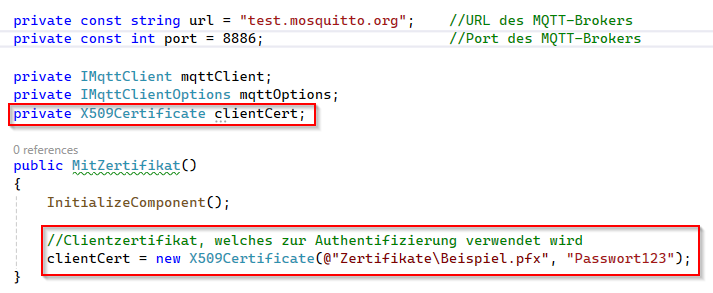 private const string url = "test.mosquitto.org";    //URL des MQTT-Brokers
private const int port = 8886;                      //Port des MQTT-Brokers
private IMqttClient mqttClient;
private IMqttClientOptions mqttOptions;
private X509Certificate clientCert;
0 references
public MitZertifikat()
{
    InitializeComponent();
    //Clientzertifikat, welches zur Authentifizierung verwendet wird
    clientCert = new X509Certificate(@"Zertifikate\Beispiel.pfx", "Passwort123");
}